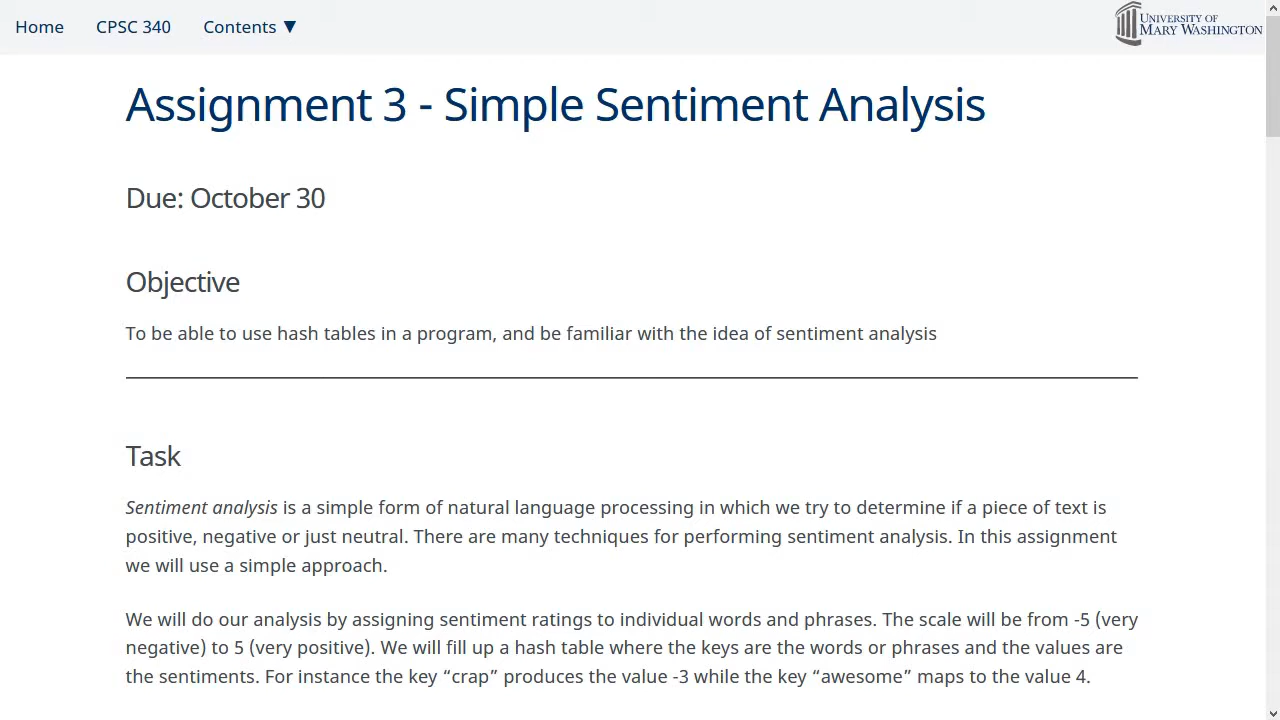 Home CPSC 340 Contents ▼
UNIVERSITY OF
MARY WASHINGTON
Assignment 3 - Simple Sentiment Analysis
Due: October 30
Objective
To be able to use hash tables in a program, and be familiar with the idea of sentiment analysis
Task
Sentiment analysis is a simple form of natural language processing in which we try to determine if a piece of text is
positive, negative or just neutral. There are many techniques for performing sentiment analysis. In this assignment
we will use a simple approach.
We will do our analysis by assigning sentiment ratings to individual words and phrases. The scale will be from -5 (very
negative) to 5 (very positive). We will fill up a hash table where the keys are the words or phrases and the values are
the sentiments. For instance the key “crap” produces the value -3 while the key “awesome” maps to the value 4.